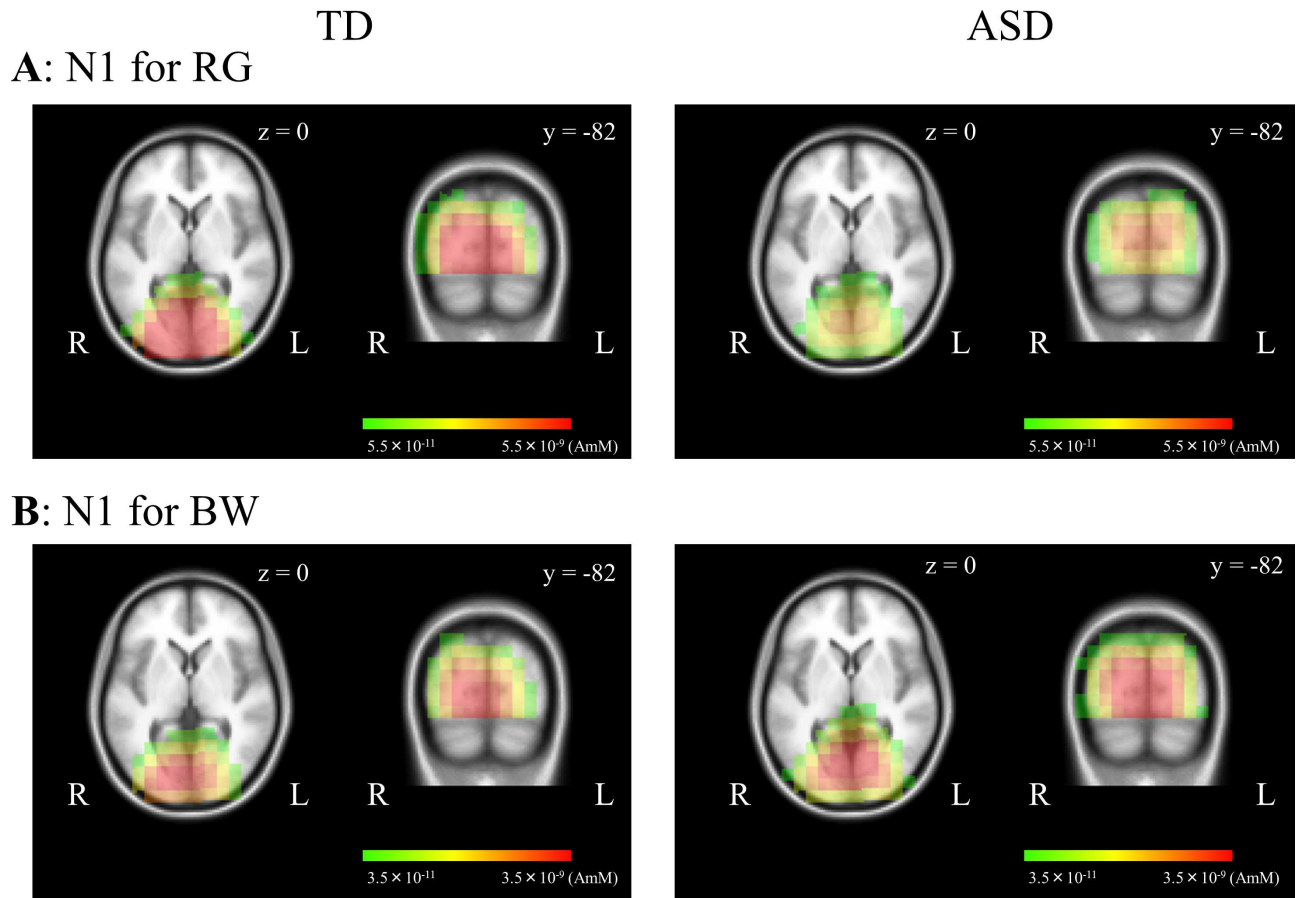 TD ASD
A: N1 for RG
z = 0 y = -82 z = 0 y = -82
R L R L R L R L
5.5 × 10-11 5.5 × 10-9 (AmM) 5.5 × 10-11 5.5 × 10-9 (AmM)
B: N1 for BW
z = 0 y = -82 z = 0 y = -82
R L R L R L R L
3.5 × 10-11 3.5 × 10-9 (AmM) 3.5 × 10-11 3.5 × 10-9 (AmM)